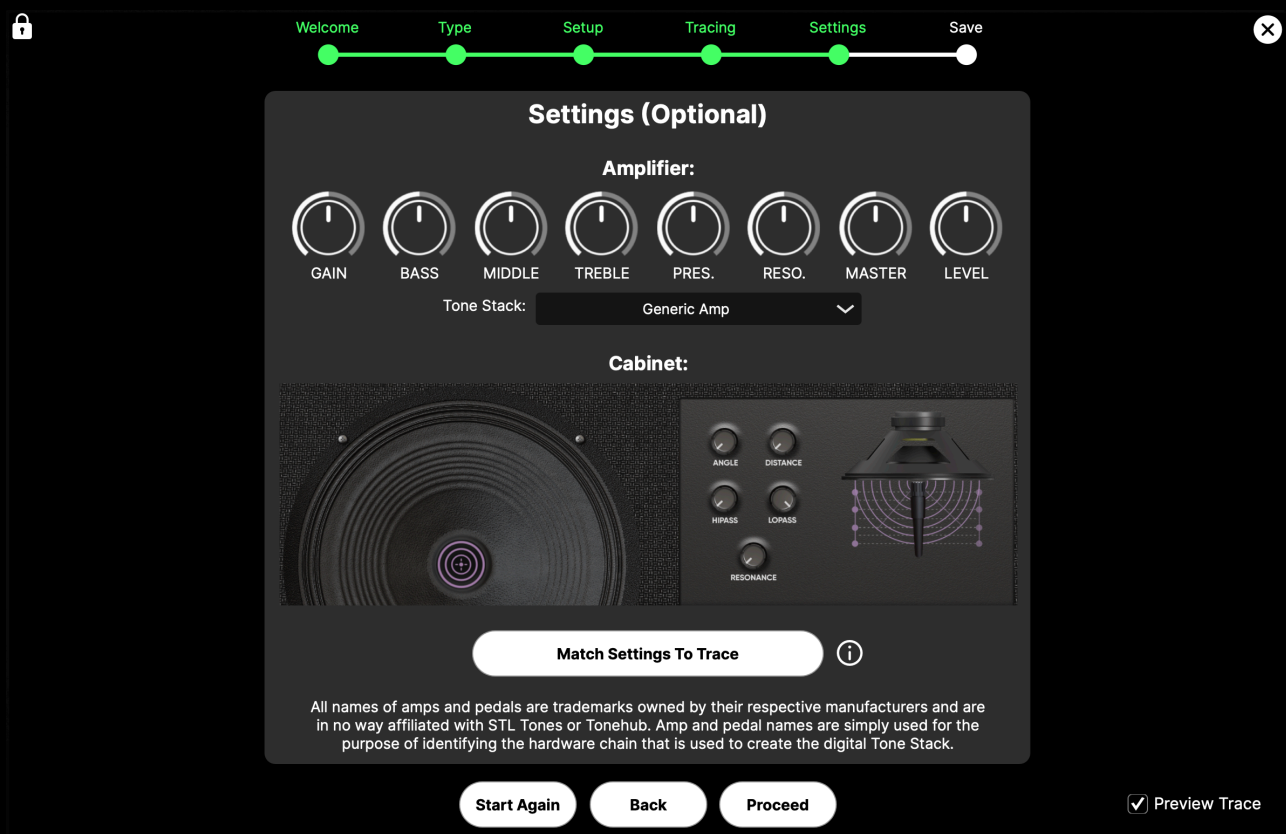 Welcome
Type
Setup
Tracing
Settings
Save
Settings (Optional)
Amplifier:
GAIN
BASS
MIDDLE
TREBLE
PRES.
RESO.
MASTER
LEVEL
Tone Stack:
Generic Amp
Cabinet:
ANGLE
DISTANCE
HIPASS
LOPASS
RESONANCE
Match Settings To Trace
All names of amps and pedals are trademarks owned by their respective manufacturers and are
in no way affiliated with STL Tones or Tonehub. Amp and pedal names are simply used for the
purpose of identifying the hardware chain that is used to create the digital Tone Stack.
Start Again
Back
Proceed
Preview Trace